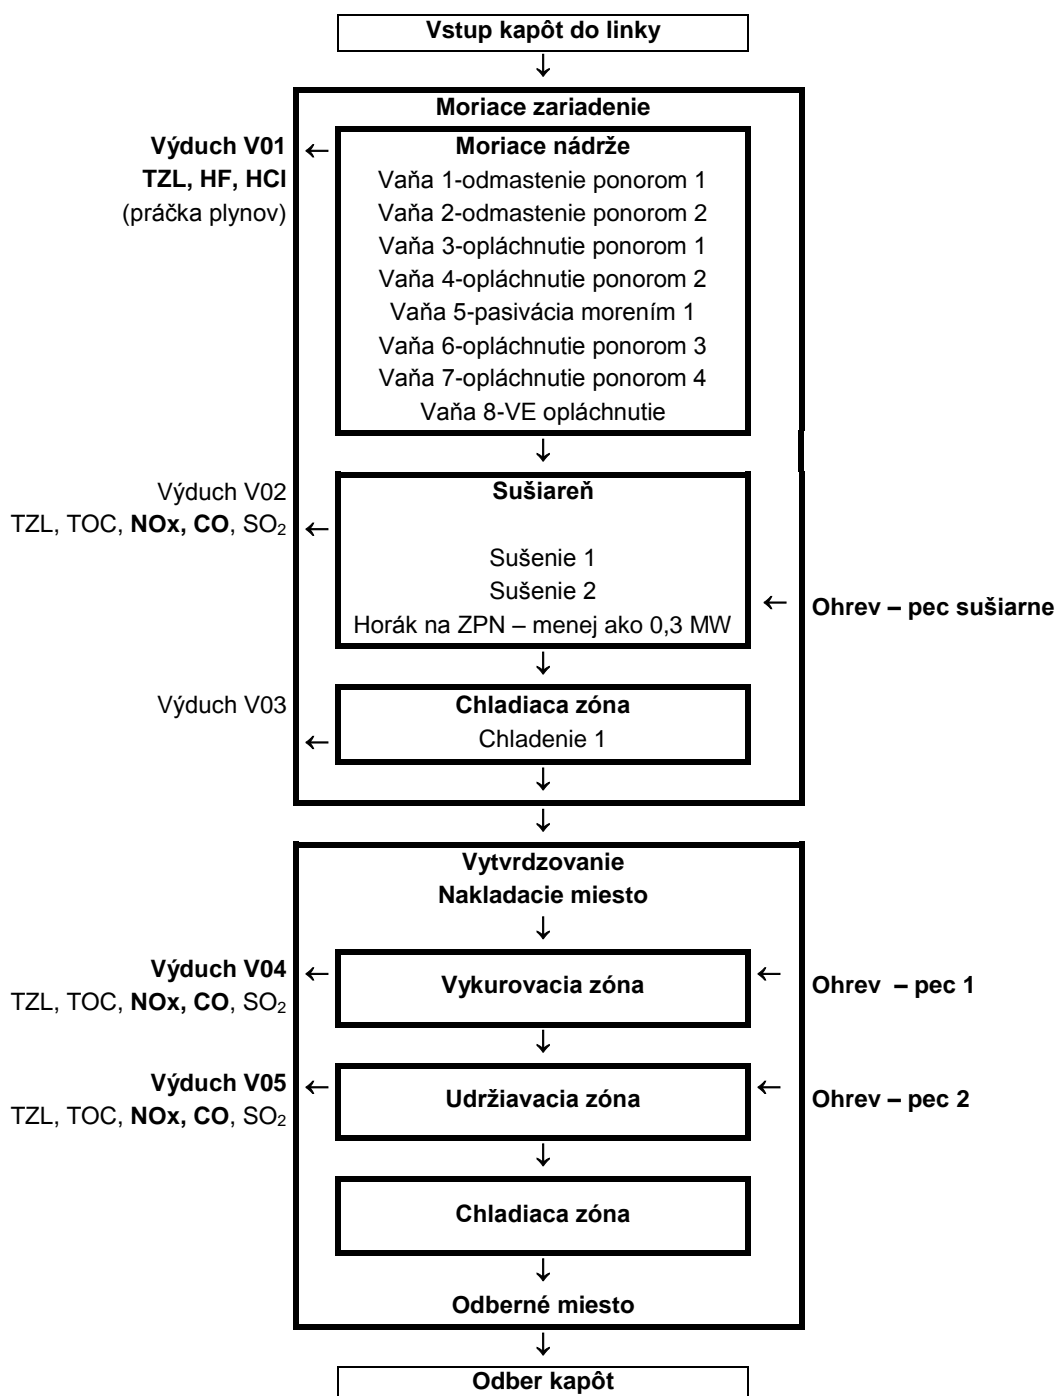 Vstup kapôt do linky
Moriace zariadenie
Výduch V01
TZL, HF, HCl
(práčka plynov)
Moriace nádrže
Vaňa 1-odmastenie ponorom 1
Vaňa 2-odmastenie ponorom 2
Vaňa 3-opláchnutie ponorom 1
Vaňa 4-opláchnutie ponorom 2
Vaňa 5-pasivácia morením 1
Vaňa 6-opláchnutie ponorom 3
Vaňa 7-opláchnutie ponorom 4
Vaňa 8-VE opláchnutie
Výduch V02
TZL, TOC, NOx, CO, SO₂
Sušiareň
Sušenie 1
Sušenie 2
Horák na ZPN – menej ako 0,3 MW
Ohrev – pec sušiarne
Výduch V03
Chladiaca zóna
Chladenie 1
Vytvrdzovanie
Nakladacie miesto
Výduch V04
TZL, TOC, NOx, CO, SO₂
Vykurovacia zóna
Ohrev – pec 1
Výduch V05
TZL, TOC, NOx, CO, SO₂
Udržiavacia zóna
Ohrev – pec 2
Chladiaca zóna
Odberné miesto
Odber kapôt